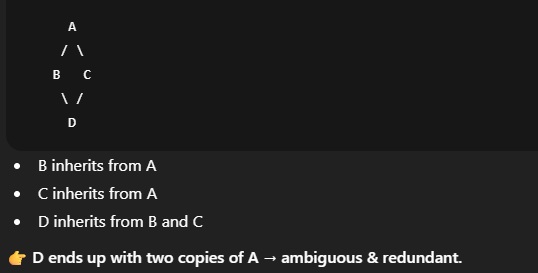 A
/ \
B C
\ /
D
• B inherits from A
• C inherits from A
• D inherits from B and C
👉 D ends up with two copies of A → ambiguous & redundant.